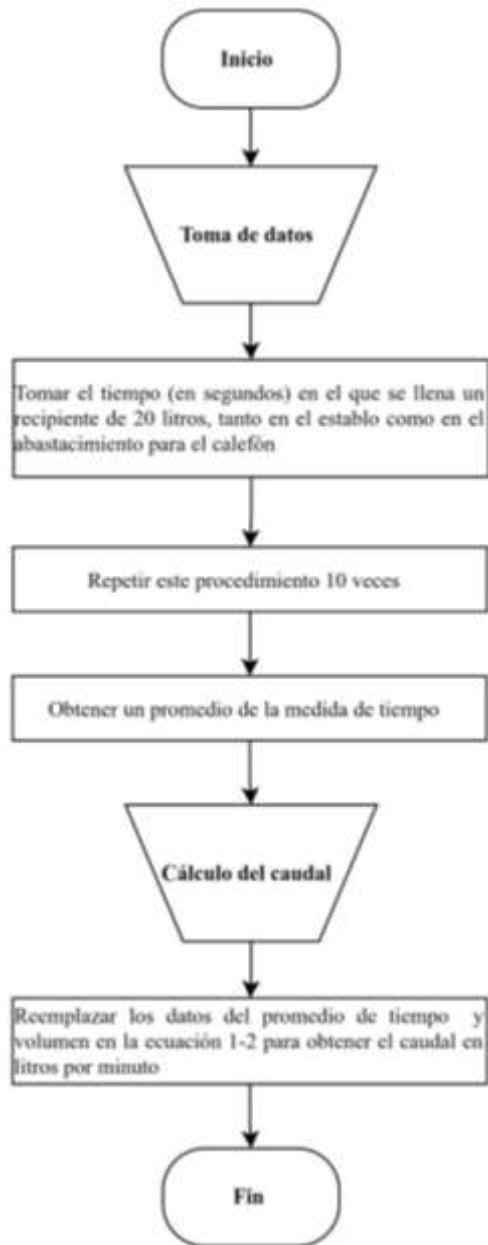 Inicio
Toma de datos
Tomar el tiempo (en segundos) en el que se llena un
recipiente de 20 litros, tanto en el establo como en el
abastacimiento para el calefón
Repetir este procedimiento 10 veces
Obtener un promedio de la medida de tiempo
Cálculo del caudal
Reemplazar los datos del promedio de tiempo y
volumen en la ecuación 1-2 para obtener el caudal en
litros por minuto
Fin